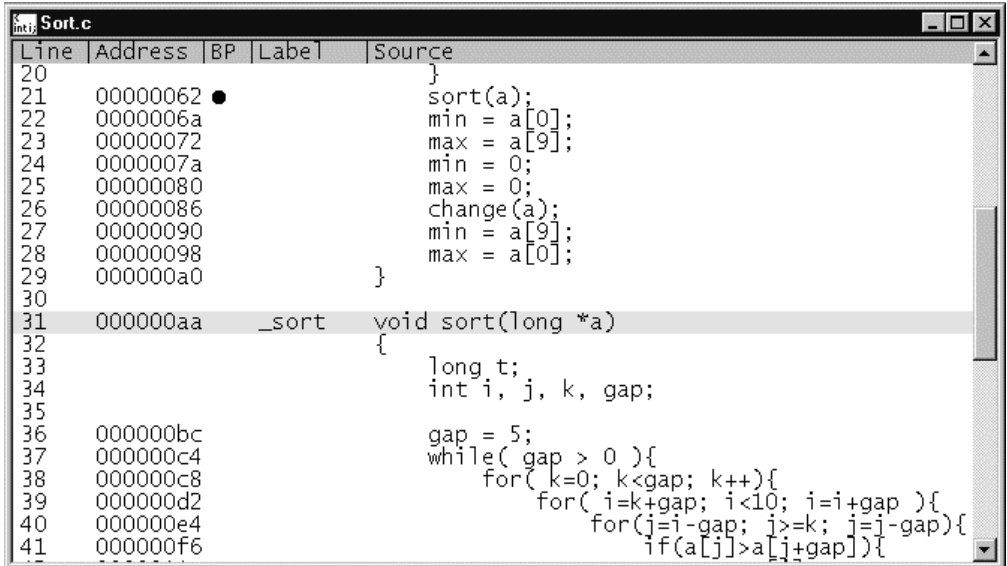 Sort.c
Line |Address |BP |Label |Source
20 }
21 00000062 ● sort(a);
22 0000006a min = a[0];
23 00000072 max = a[9];
24 0000007a min = 0;
25 00000080 max = 0;
26 00000086 change(a);
27 00000090 min = a[9];
28 00000098 max = a[0];
29 000000a0 }
30
31 000000aa _sort void sort(long *a)
32 {
33 long t;
34 int i, j, k, gap;
35
36 000000bc gap = 5;
37 000000c4 while( gap > 0 ){
38 000000c8 for( k=0; k<gap; k++){
39 000000d2 for( i=k+gap; i<10; i=i+gap ){
40 000000e4 for(j=i-gap; j>=k; j=j-gap){
41 000000f6 if(a[j]>a[j+gap]){